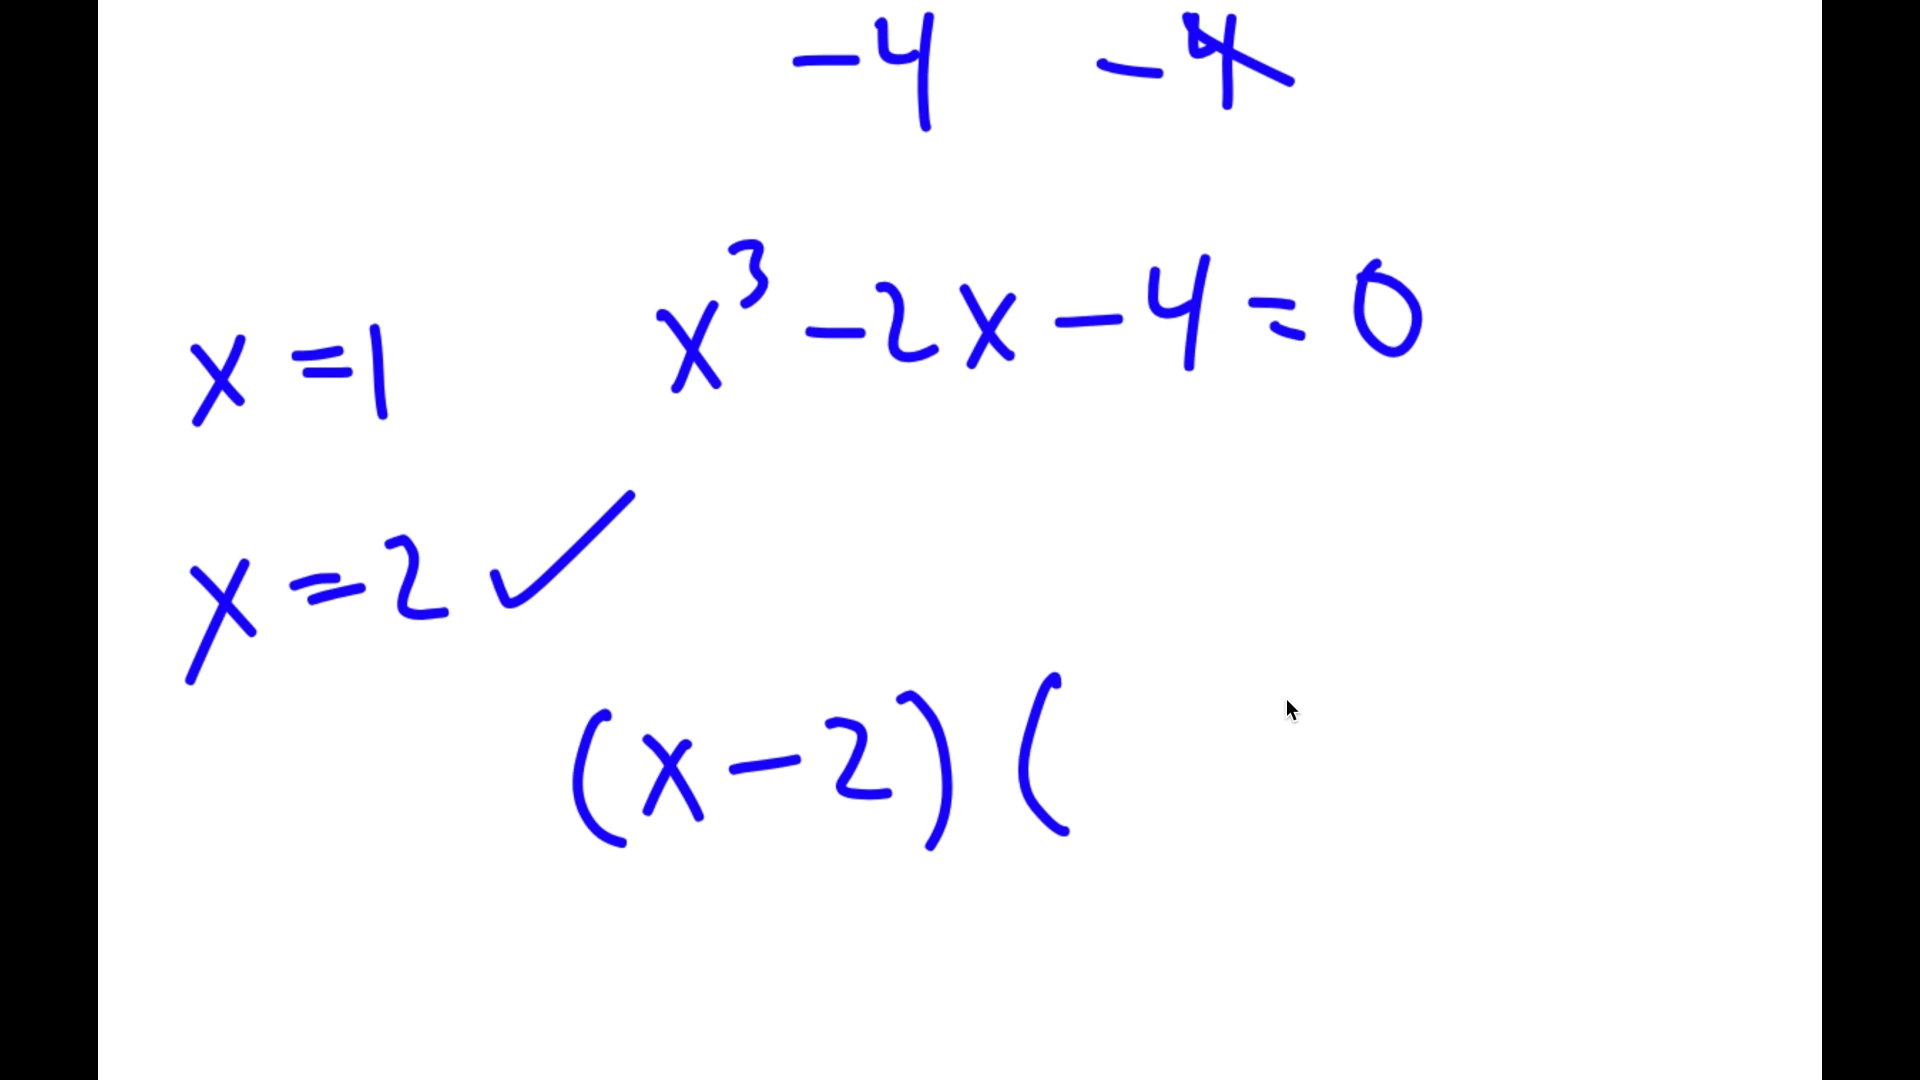 -4 -4
x³ - 2x - 4 = 0
x = 1
x = 2 ✓
(x - 2) (